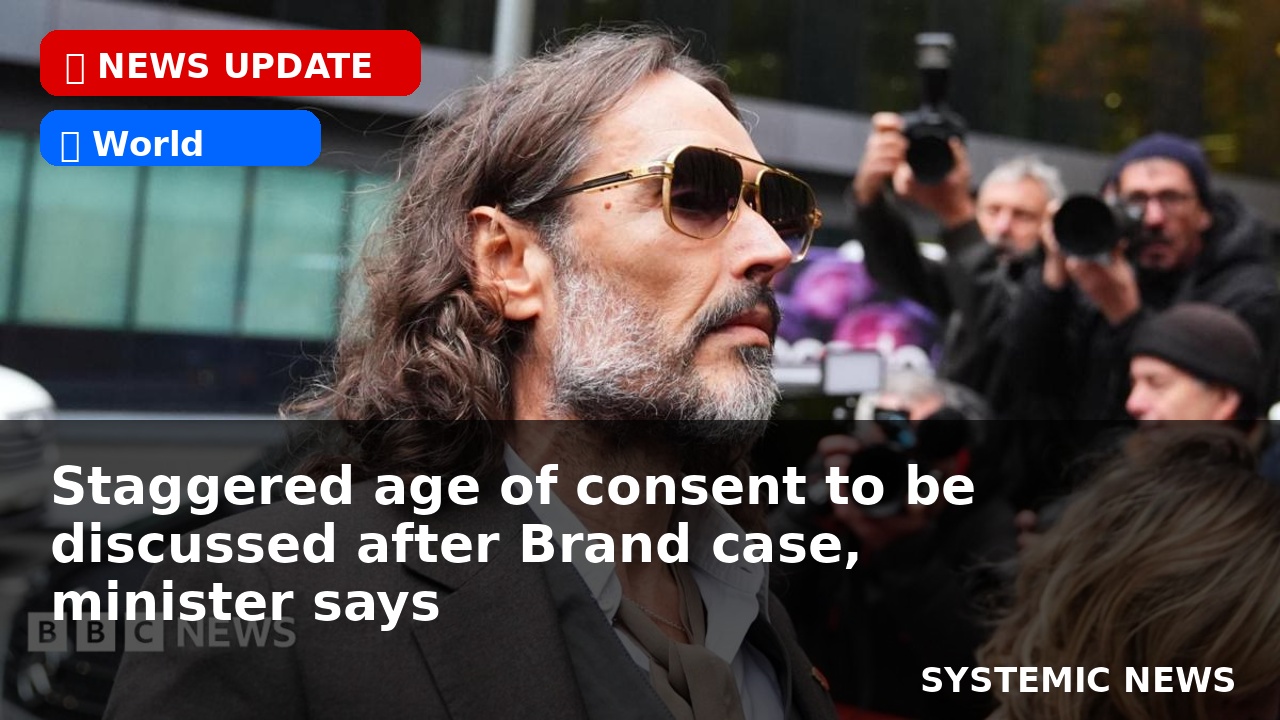 NEWS UPDATE
World
Staggered age of consent to be
discussed after Brand case,
minister says
BBC NEWS
SYSTEMIC NEWS